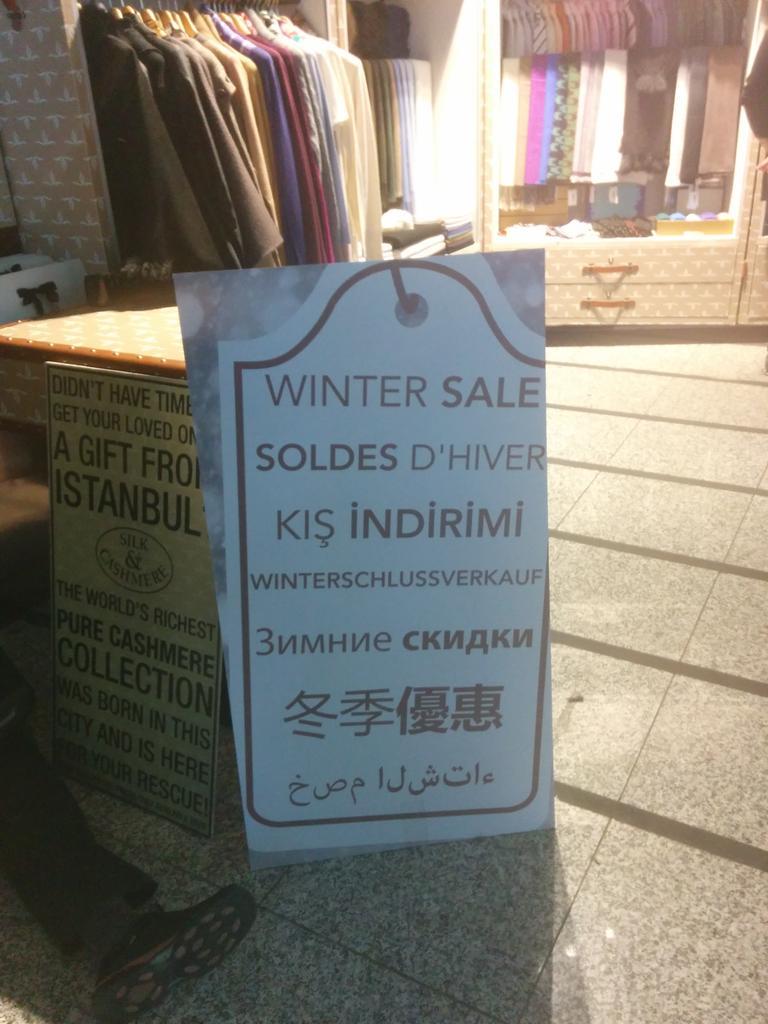 DIDN'T HAVE TIME
GET YOUR LOVED
A GIFT
ISTANBUL
SILK
&
CASHMERE
THE WORLD'S RICHEST
PURE CASHMERE
COLLECTION
WAS BORN IN THIS
CITY AND IS HERE
FOR YOUR RESCUE!
WINTER SALE
SOLDES D'HIVER
KIŞ İNDİRİMİ
WINTERSCHLUSSVERKAUF
Зимние скидки
冬季優惠
ءاتشلا مصخ